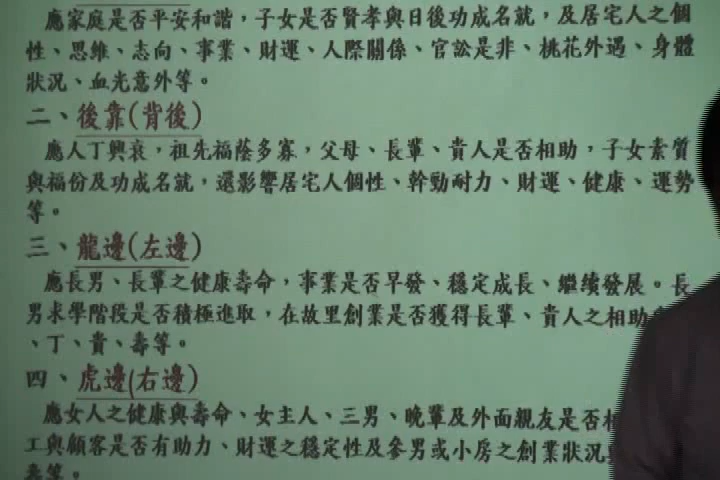 應家庭是否平安和諧，子女是否賢孝與日後功成名就，及居宅人之個
性、思維、志向、事業、財運、人際關係、官訟是非、桃花外遇、身體
狀況、血光意外等。
二、後靠(背後)
應人丁興衰，祖先福蔭多寡，父母、長輩、貴人是否相助，子女素質
與福份及功成名就，還影響居宅人個性、幹勁耐力、財運、健康、運勢
等。
三、龍邊(左邊)
應長男、長輩之健康壽命，事業是否早發、穩定成長、繼續發展。長
男求學階段是否積極進取，在故里創業是否獲得長輩、貴人之相助
、丁、貴、壽等。
四、虎邊(右邊)
應女人之健康與壽命、女主人、三男、晚輩及外面親友是否相
工與顧客是否有助力、財運之穩定性及參男或小房之創業狀況
等。